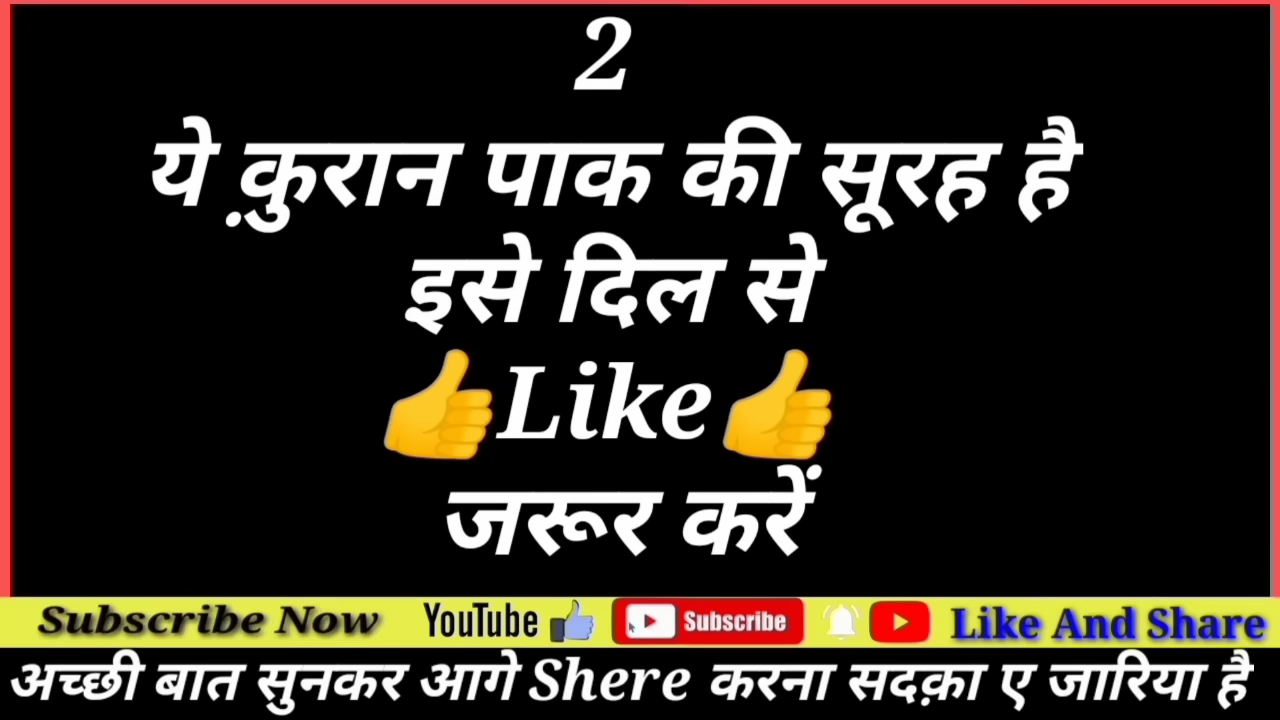 2
ये क़ुरान पाक की सूरह है
इसे दिल से
👍Like👍
जरूर करें
Subscribe Now YouTube Subscribe Like And Share
अच्छी बात सुनकर आगे Shere करना सदक़ा ए जारिया है